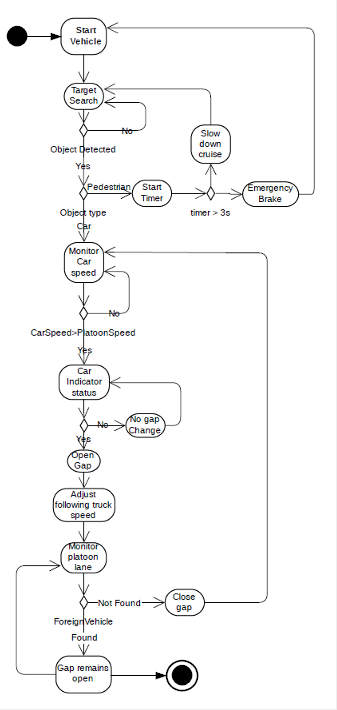 Start
Vehicle
Target
Search
No
Object Detected
Yes
Slow
down
cruise
Pedestrian
Start
Timer
Emergency
Brake
Object type
timer > 3s
Car
Monitor
Car
speed
No
CarSpeed>PlatoonSpeed
Yes
Car
Indicator
status
No
No gap
Change
Yes
Open
Gap
Adjust
following truck
speed
Monitor
platoon
lane
Not Found
Close
gap
ForeignVehicle
Found
Gap remains
open